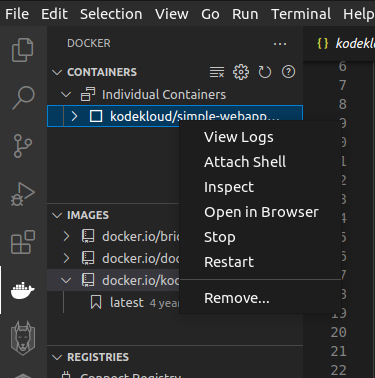 File Edit Selection View Go Run Terminal Help
DOCKER
{ } kodekl
CONTAINERS
Individual Containers
kodekloud/simple-webapp...
View Logs
Attach Shell
Inspect
Open in Browser
Stop
Restart
Remove...
IMAGES
docker.io/bric
docker.io/doc
docker.io/kod
latest 4 year
REGISTRIES
Connect Registry
6
7
8
9
10
11
12
13
14
15
16
17
18
19
20
21
22